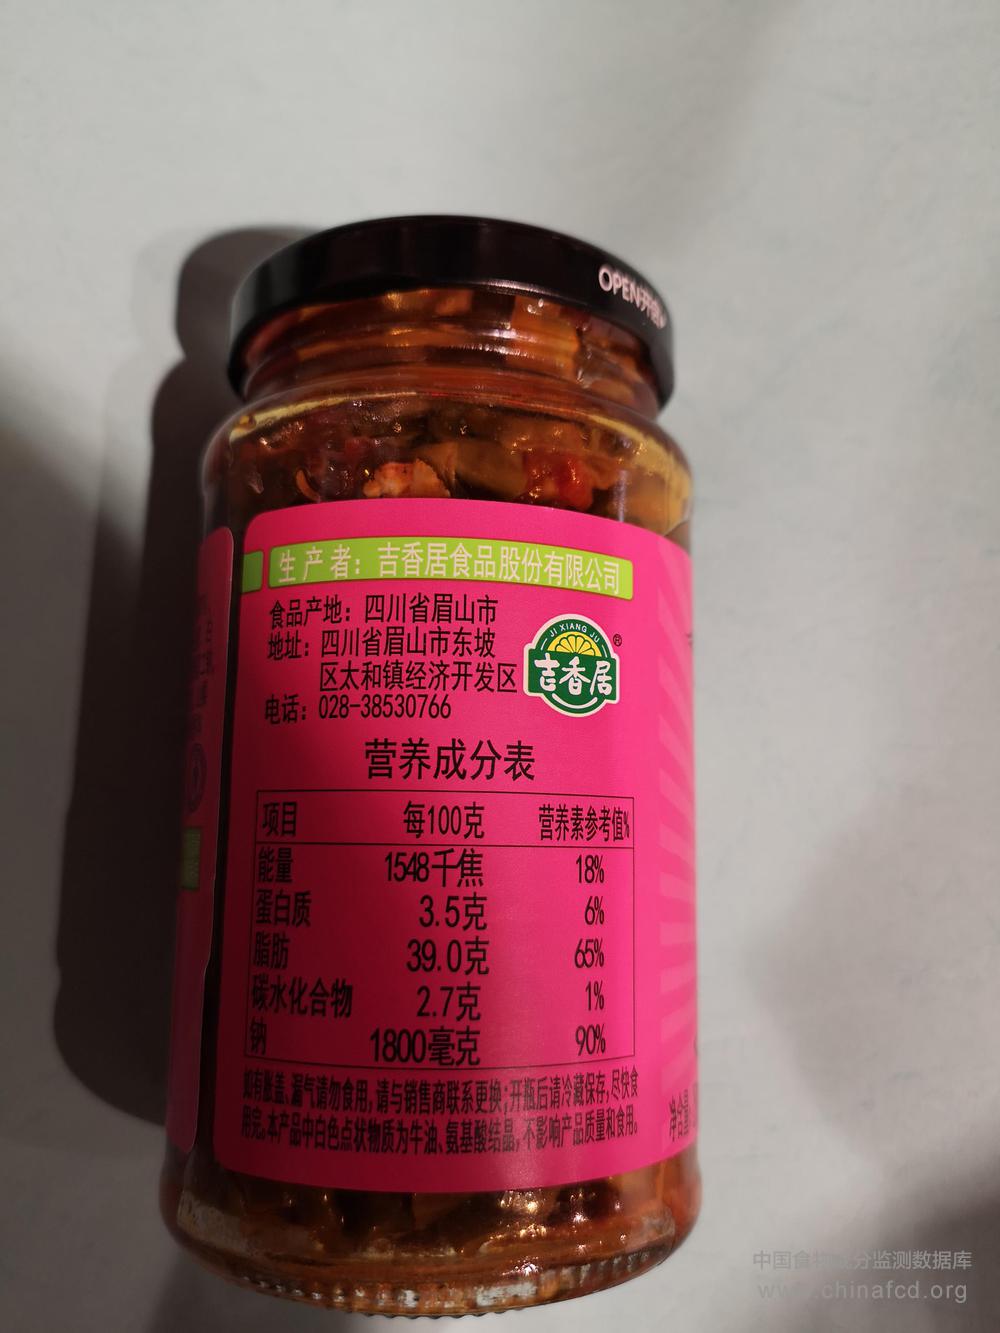 OPEN开启
生产者：吉香居食品股份有限公司
食品产地：四川省眉山市
地址：四川省眉山市东坡
区太和镇经济开发区
电话：028-38530766
JI XIANG JU
吉香居
®
营养成分表
项目 每100克 营养素参考值%
能量 1548千焦 18%
蛋白质 3.5克 6%
脂肪 39.0克 65%
碳水化合物 2.7克 1%
钠 1800毫克 90%
如有胀盖、漏气请勿食用，请与销售商联系更换；开瓶后请冷藏保存，尽快食
用完。本产品中白色点状物质为牛油、氨基酸结晶，不影响产品质量和食用。
净含量
中国食物成分监测数据库
www.chinafcd.org